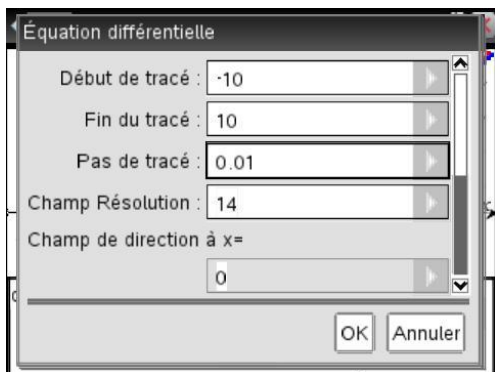 Équation différentielle
Début de tracé : -10
Fin du tracé : 10
Pas de tracé : 0.01
Champ Résolution : 14
Champ de direction à x=
0
OK Annuler